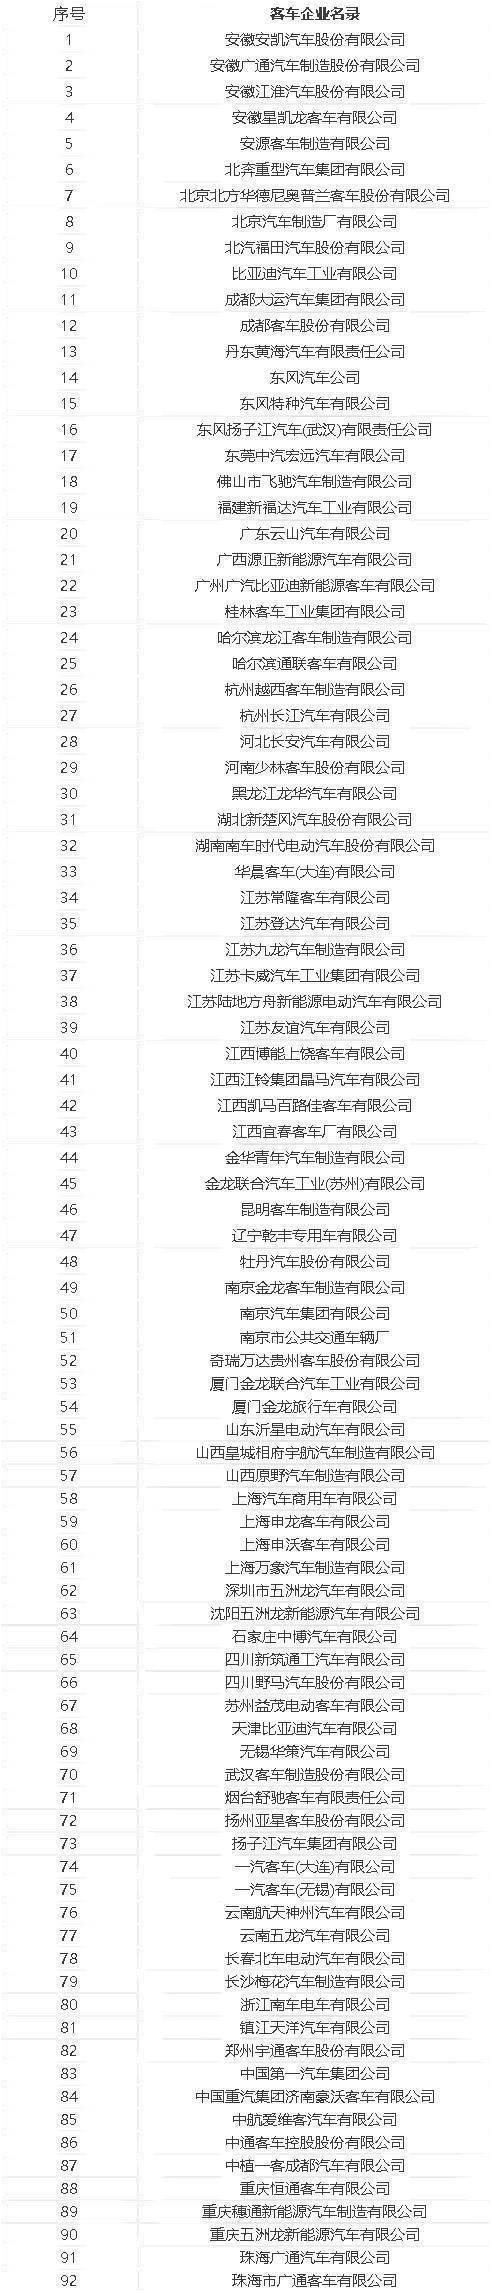 序号 客车企业名录
1 安徽安凯汽车股份有限公司
2 安徽广通汽车制造股份有限公司
3 安徽江淮汽车股份有限公司
4 安徽星凯龙客车有限公司
5 安源客车制造有限公司
6 北奔重型汽车集团有限公司
7 北京北方华德尼奥普兰客车股份有限公司
8 北京汽车制造厂有限公司
9 北汽福田汽车股份有限公司
10 比亚迪汽车工业有限公司
11 成都大运汽车集团有限公司
12 成都客车股份有限公司
13 丹东黄海汽车有限责任公司
14 东风汽车公司
15 东风特种汽车有限公司
16 东风扬子江汽车(武汉)有限责任公司
17 东莞中汽宏远汽车有限公司
18 佛山市飞驰汽车制造有限公司
19 福建新福达汽车工业有限公司
20 广东云山汽车有限公司
21 广西源正新能源汽车有限公司
22 广州广汽比亚迪新能源客车有限公司
23 桂林客车工业集团有限公司
24 哈尔滨龙江客车制造有限公司
25 哈尔滨通联客车有限公司
26 杭州越西客车制造有限公司
27 杭州长江汽车有限公司
28 河北长安汽车有限公司
29 河南少林客车股份有限公司
30 黑龙江龙华汽车有限公司
31 湖北新楚风汽车股份有限公司
32 湖南南车时代电动汽车股份有限公司
33 华晨客车(大连)有限公司
34 江苏常隆客车有限公司
35 江苏登达汽车有限公司
36 江苏九龙汽车制造有限公司
37 江苏卡威汽车工业集团有限公司
38 江苏陆地方舟新能源电动汽车有限公司
39 江苏友谊汽车有限公司
40 江西博能上饶客车有限公司
41 江西江铃集团晶马汽车有限公司
42 江西凯马百路佳客车有限公司
43 江西宜春客车厂有限公司
44 金华青年汽车制造有限公司
45 金龙联合汽车工业(苏州)有限公司
46 昆明客车制造有限公司
47 辽宁乾丰专用车有限公司
48 牡丹汽车股份有限公司
49 南京金龙客车制造有限公司
50 南京汽车集团有限公司
51 南京市公共交通车辆厂
52 奇瑞万达贵州客车股份有限公司
53 厦门金龙联合汽车工业有限公司
54 厦门金龙旅行车有限公司
55 山东沂星电动汽车有限公司
56 山西皇城相府宇航汽车制造有限公司
57 山西原野汽车制造有限公司
58 上海汽车商用车有限公司
59 上海申龙客车有限公司
60 上海申沃客车有限公司
61 上海万象汽车制造有限公司
62 深圳市五洲龙汽车有限公司
63 沈阳五洲龙新能源汽车有限公司
64 石家庄中博汽车有限公司
65 四川新筑通工汽车有限公司
66 四川野马汽车股份有限公司
67 苏州益茂电动客车有限公司
68 天津比亚迪汽车有限公司
69 无锡华策汽车有限公司
70 武汉客车制造股份有限公司
71 烟台舒驰客车有限责任公司
72 扬州亚星客车股份有限公司
73 扬子江汽车集团有限公司
74 一汽客车(大连)有限公司
75 一汽客车(无锡)有限公司
76 云南航天神州汽车有限公司
77 云南五龙汽车有限公司
78 长春北车电动汽车有限公司
79 长沙梅花汽车制造有限公司
80 浙江南车电车有限公司
81 镇江天洋汽车有限公司
82 郑州宇通客车股份有限公司
83 中国第一汽车集团公司
84 中国重汽集团济南豪沃客车有限公司
85 中航爱维客汽车有限公司
86 中通客车控股股份有限公司
87 中植一客成都汽车有限公司
88 重庆恒通客车有限公司
89 重庆穗通新能源汽车制造有限公司
90 重庆五洲龙新能源汽车有限公司
91 珠海广通汽车有限公司
92 珠海市广通客车有限公司